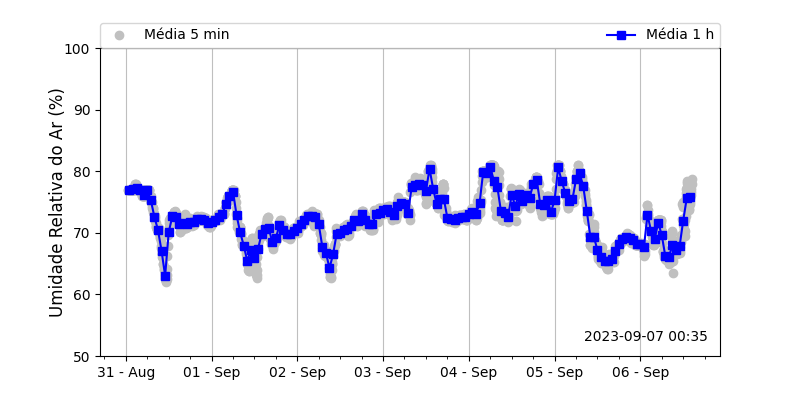 Média 5 min
Média 1 h
Umidade Relativa do Ar (%)
100
90
80
70
60
50
2023-09-07 00:35
31 - Aug
01 - Sep
02 - Sep
03 - Sep
04 - Sep
05 - Sep
06 - Sep